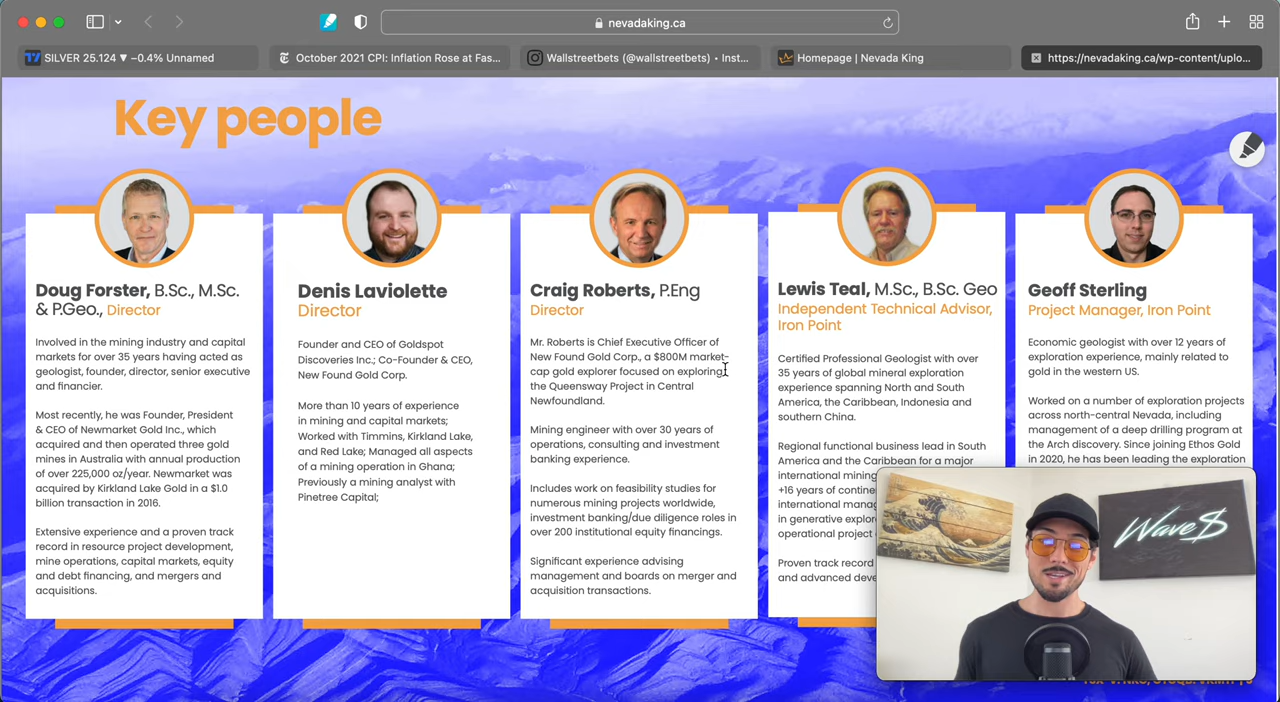 nevadaking.ca
SILVER 25.124 ▼ −0.4% Unnamed
October 2021 CPI: Inflation Rose at Fas...
Wallstreetbets (@wallstreetbets) • Inst...
Homepage | Nevada King
https://nevadaking.ca/wp-content/uplo...
Key people
Doug Forster, B.Sc., M.Sc.
& P.Geo., Director
Involved in the mining industry and capital
markets for over 35 years having acted as
geologist, founder, director, senior executive
and financier.
Most recently, he was Founder, President
& CEO of Newmarket Gold Inc., which
acquired and then operated three gold
mines in Australia with annual production
of over 225,000 oz/year. Newmarket was
acquired by Kirkland Lake Gold in a $1.0
billion transaction in 2016.
Extensive experience and a proven track
record in resource project development,
mine operations, capital markets, equity
and debt financing, and mergers and
acquisitions.
Denis Laviolette
Director
Founder and CEO of Goldspot
Discoveries Inc.; Co-Founder & CEO,
New Found Gold Corp.
More than 10 years of experience
in mining and capital markets;
Worked with Timmins, Kirkland Lake,
and Red Lake; Managed all aspects
of a mining operation in Ghana;
Previously a mining analyst with
Pinetree Capital;
Craig Roberts, P.Eng
Director
Mr. Roberts is Chief Executive Officer of
New Found Gold Corp., a $800M market-
cap gold explorer focused on exploring
the Queensway Project in Central
Newfoundland.
Mining engineer with over 30 years of
operations, consulting and investment
banking experience.
Includes work on feasibility studies for
numerous mining projects worldwide,
investment banking/due diligence roles in
over 200 institutional equity financings.
Significant experience advising
management and boards on merger and
acquisition transactions.
Lewis Teal, M.Sc., B.Sc. Geo
Independent Technical Advisor,
Iron Point
Certified Professional Geologist with over
35 years of global mineral exploration
experience spanning North and South
America, the Caribbean, Indonesia and
southern China.
Regional functional business lead in South
America and the Caribbean for a major
international mining
+16 years of
international
in generative
operational project
Proven track record
and advanced
Geoff Sterling
Project Manager, Iron Point
Economic geologist with over 12 years of
exploration experience, mainly related to
gold in the western US.
Worked on a number of exploration projects
across north-central Nevada, including
management of a deep drilling program at
the Arch discovery. Since joining Ethos Gold
in 2020, he has been leading the exploration
Wave$